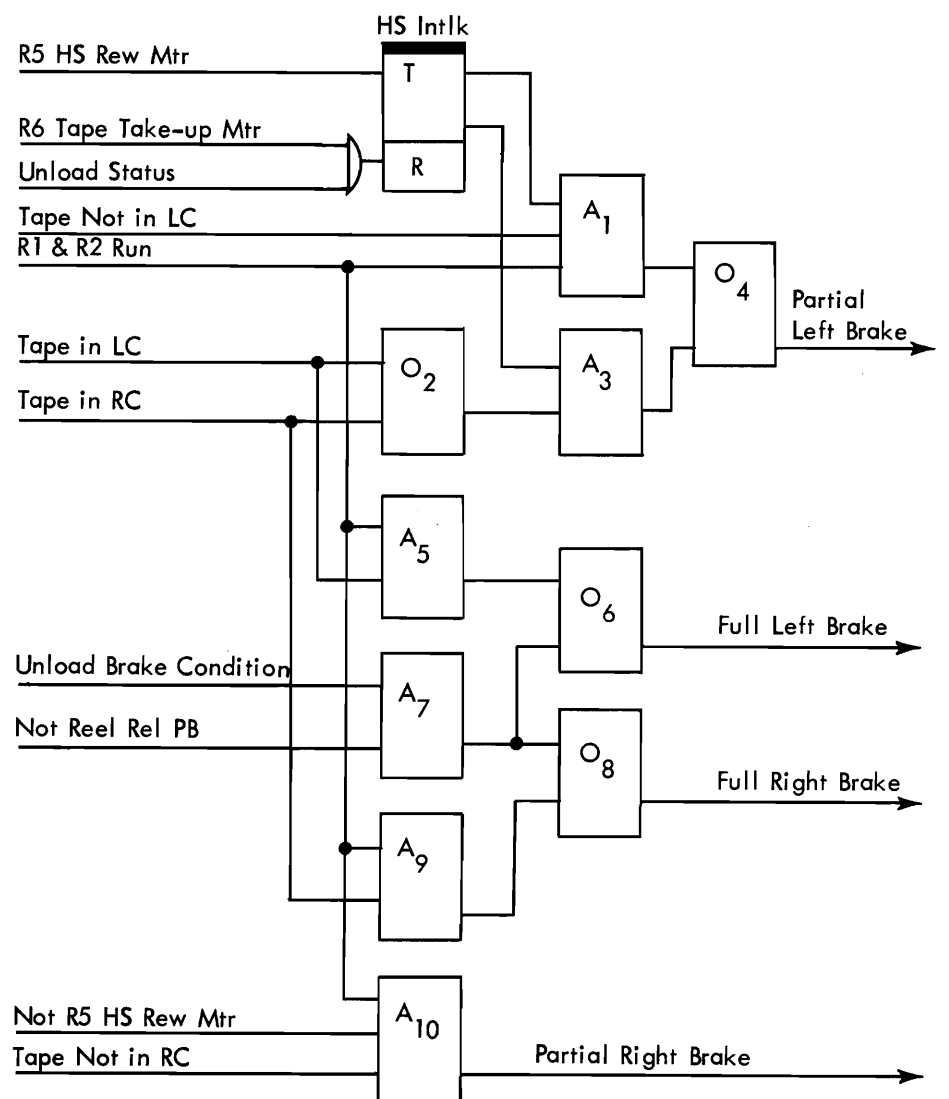 HS Intlk
R5 HS Rew Mtr
T
R6 Tape Take-up Mtr
R
Unload Status
Tape Not in LC
A1
R1 & R2 Run
O4
Partial
Left Brake
Tape in LC
O2
A3
Tape in RC
A5
O6
Full Left Brake
Unload Brake Condition
A7
Not Reel Rel PB
O8
Full Right Brake
A9
Not R5 HS Rew Mtr
A10
Tape Not in RC
Partial Right Brake